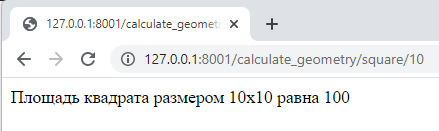 127.0.0.1:8001/calculate_geometr
127.0.0.1:8001/calculate_geometry/square/10
Площадь квадрата размером 10x10 равна 100